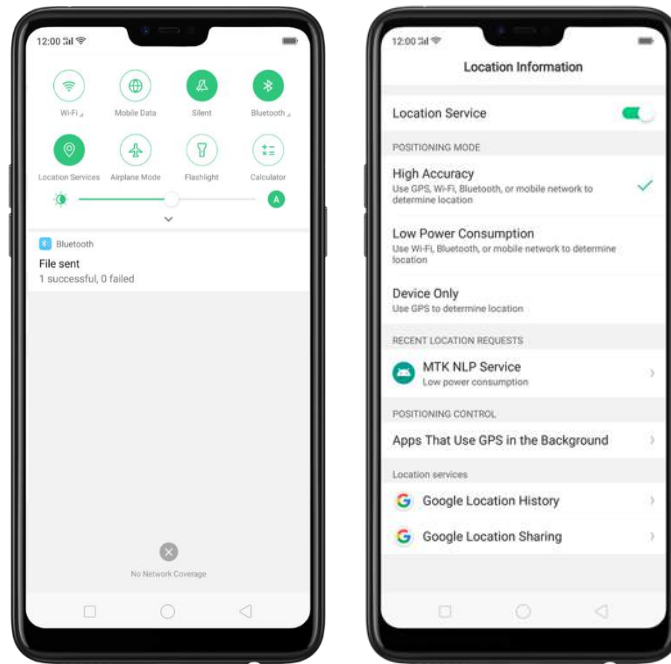 12:00
Wi-Fi
Mobile Data
Silent
Bluetooth
Location Services
Airplane Mode
Flashlight
Calculator
A
Bluetooth
File sent
1 successful, 0 failed
No Network Coverage
12:00
Location Information
Location Service
POSITIONING MODE
High Accuracy
Use GPS, Wi-Fi, Bluetooth, or mobile network to
determine location
Low Power Consumption
Use Wi-Fi, Bluetooth, or mobile network to determine
location
Device Only
Use GPS to determine location
RECENT LOCATION REQUESTS
MTK NLP Service
Low power consumption
POSITIONING CONTROL
Apps That Use GPS in the Background
Location services
Google Location History
Google Location Sharing